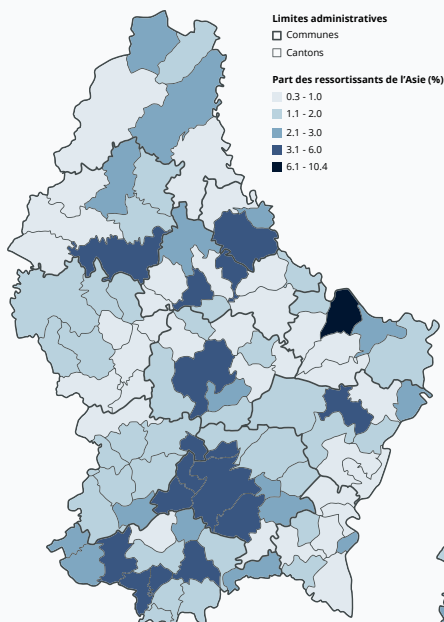 Limites administratives
Communes
Cantons
Part des ressortissants de l'Asie (%)
0.3 - 1.0
1.1 - 2.0
2.1 - 3.0
3.1 - 6.0
6.1 - 10.4